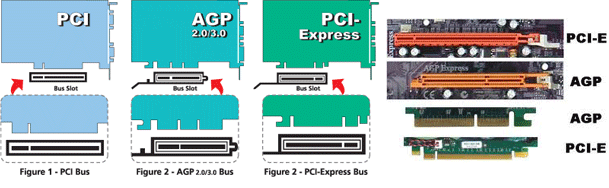 PCI
Bus Slot
Figure 1 - PCI Bus
AGP
2.0/3.0
Bus Slot
Figure 2 - AGP 2.0/3.0 Bus
PCI-
Express
Bus Slot
Figure 2 - PCI-Express Bus
Express
PCI-E
AGP Express
AGP
AGP
PCI-E